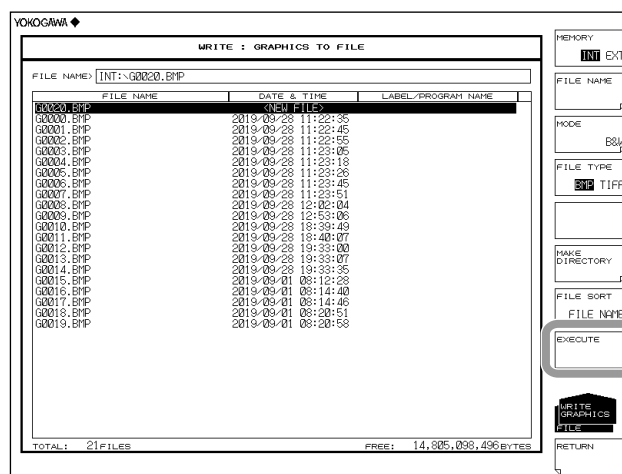 YOKOGAWA
WRITE : GRAPHICS TO FILE
FILE NAME> INT:\G0020.BMP
FILE NAME DATE & TIME LABEL/PROGRAM NAME
G0020.BMP <NEW FILE>
G0000.BMP 2019/09/28 11:22:35
G0001.BMP 2019/09/28 11:22:45
G0002.BMP 2019/09/28 11:22:55
G0003.BMP 2019/09/28 11:23:05
G0004.BMP 2019/09/28 11:23:18
G0005.BMP 2019/09/28 11:23:26
G0006.BMP 2019/09/28 11:23:45
G0007.BMP 2019/09/28 11:23:51
G0008.BMP 2019/09/28 12:02:04
G0009.BMP 2019/09/28 12:53:06
G0010.BMP 2019/09/28 18:39:49
G0011.BMP 2019/09/28 18:40:07
G0012.BMP 2019/09/28 19:33:00
G0013.BMP 2019/09/28 19:33:07
G0014.BMP 2019/09/28 19:33:35
G0015.BMP 2019/09/01 08:12:28
G0016.BMP 2019/09/01 08:14:40
G0017.BMP 2019/09/01 08:14:46
G0018.BMP 2019/09/01 08:20:51
G0019.BMP 2019/09/01 08:20:58
TOTAL: 21FILES FREE: 14,805,098,496BYTES
MEMORY
INT EXT
FILE NAME
MODE
B&W
FILE TYPE
BMP TIFF
MAKE
DIRECTORY
FILE SORT
FILE NAME
EXECUTE
WRITE
GRAPHICS
FILE
RETURN